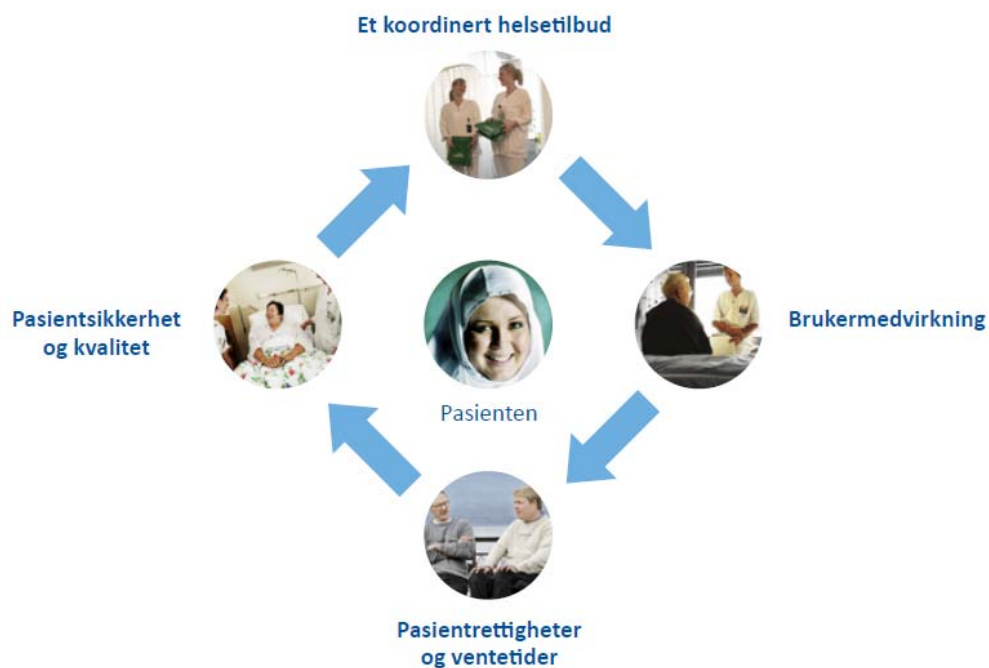 Et koordinert helsetilbud
Pasientsikkerhet
og kvalitet
Brukermedvirkning
Pasienten
Pasientrettigheter
og ventetider